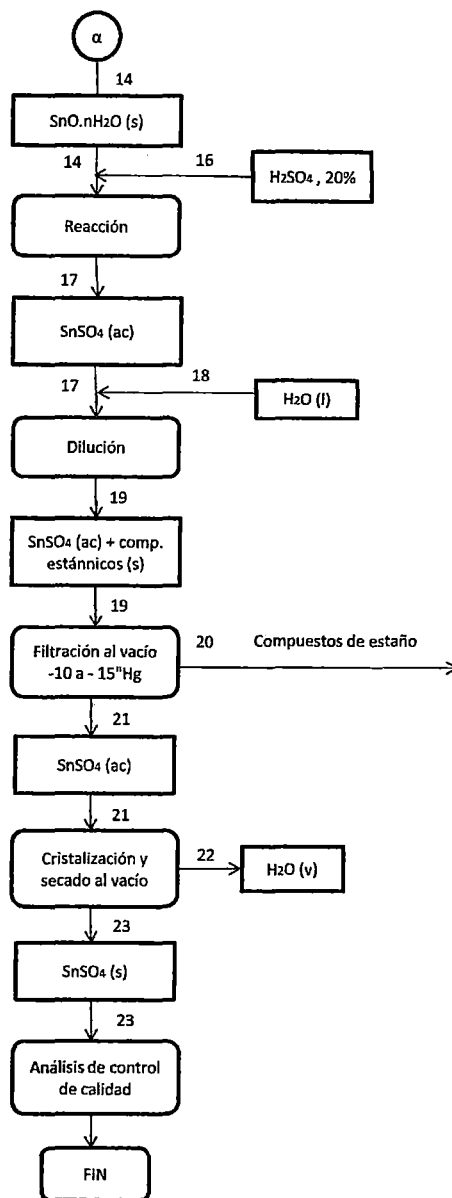 α
14
SnO.nH2O (s)
14
16
H2SO4 , 20%
Reacción
17
SnSO4 (ac)
17
18
H2O (l)
Dilución
19
SnSO4 (ac) + comp.
estánnicos (s)
19
Filtración al vacío
-10 a - 15"Hg
20
Compuestos de estaño
21
SnSO4 (ac)
21
Cristalización y
secado al vacío
22
H2O (v)
23
SnSO4 (s)
23
Análisis de control
de calidad
FIN